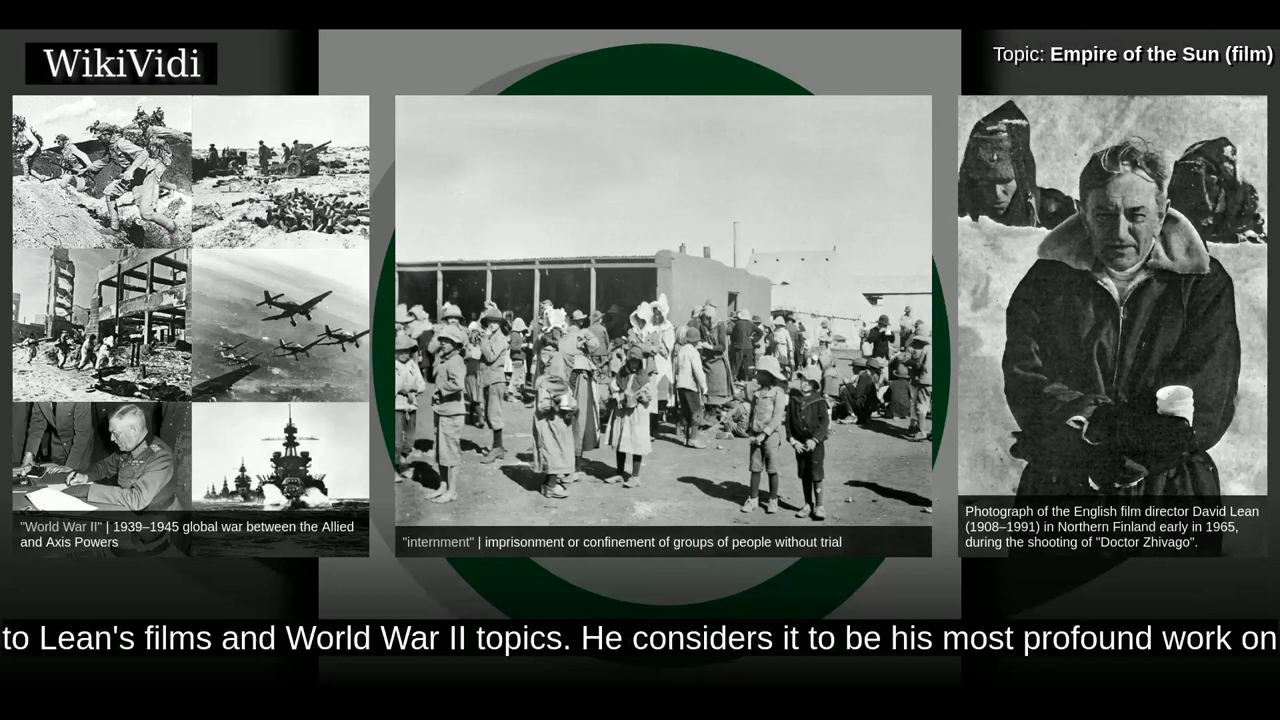 WikiVidi
Topic: Empire of the Sun (film)
"World War II" | 1939–1945 global war between the Allied
and Axis Powers
"internment" | imprisonment or confinement of groups of people without trial
Photograph of the English film director David Lean
(1908–1991) in Northern Finland early in 1965,
during the shooting of "Doctor Zhivago".
to Lean's films and World War II topics. He considers it to be his most profound work on